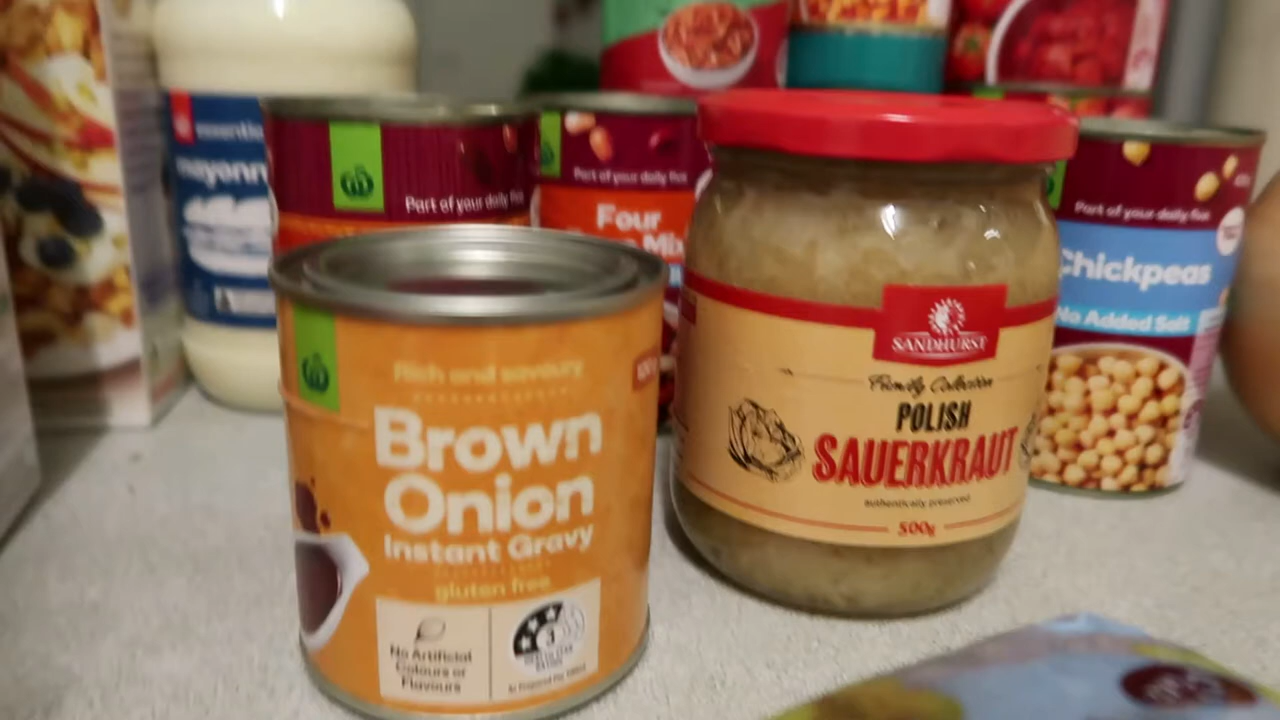 essential
mayonn
Part of your daily five
Part of your daily five
Four
Mix
Part of your daily five
Chickpeas
No Added Salt
Rich and savoury
Brown
Onion
Instant Gravy
gluten free
No Artificial
Colours or
Flavours
SANDHURST
Family Collection
POLISH
SAUERKRAUT
authentically preserved
500g